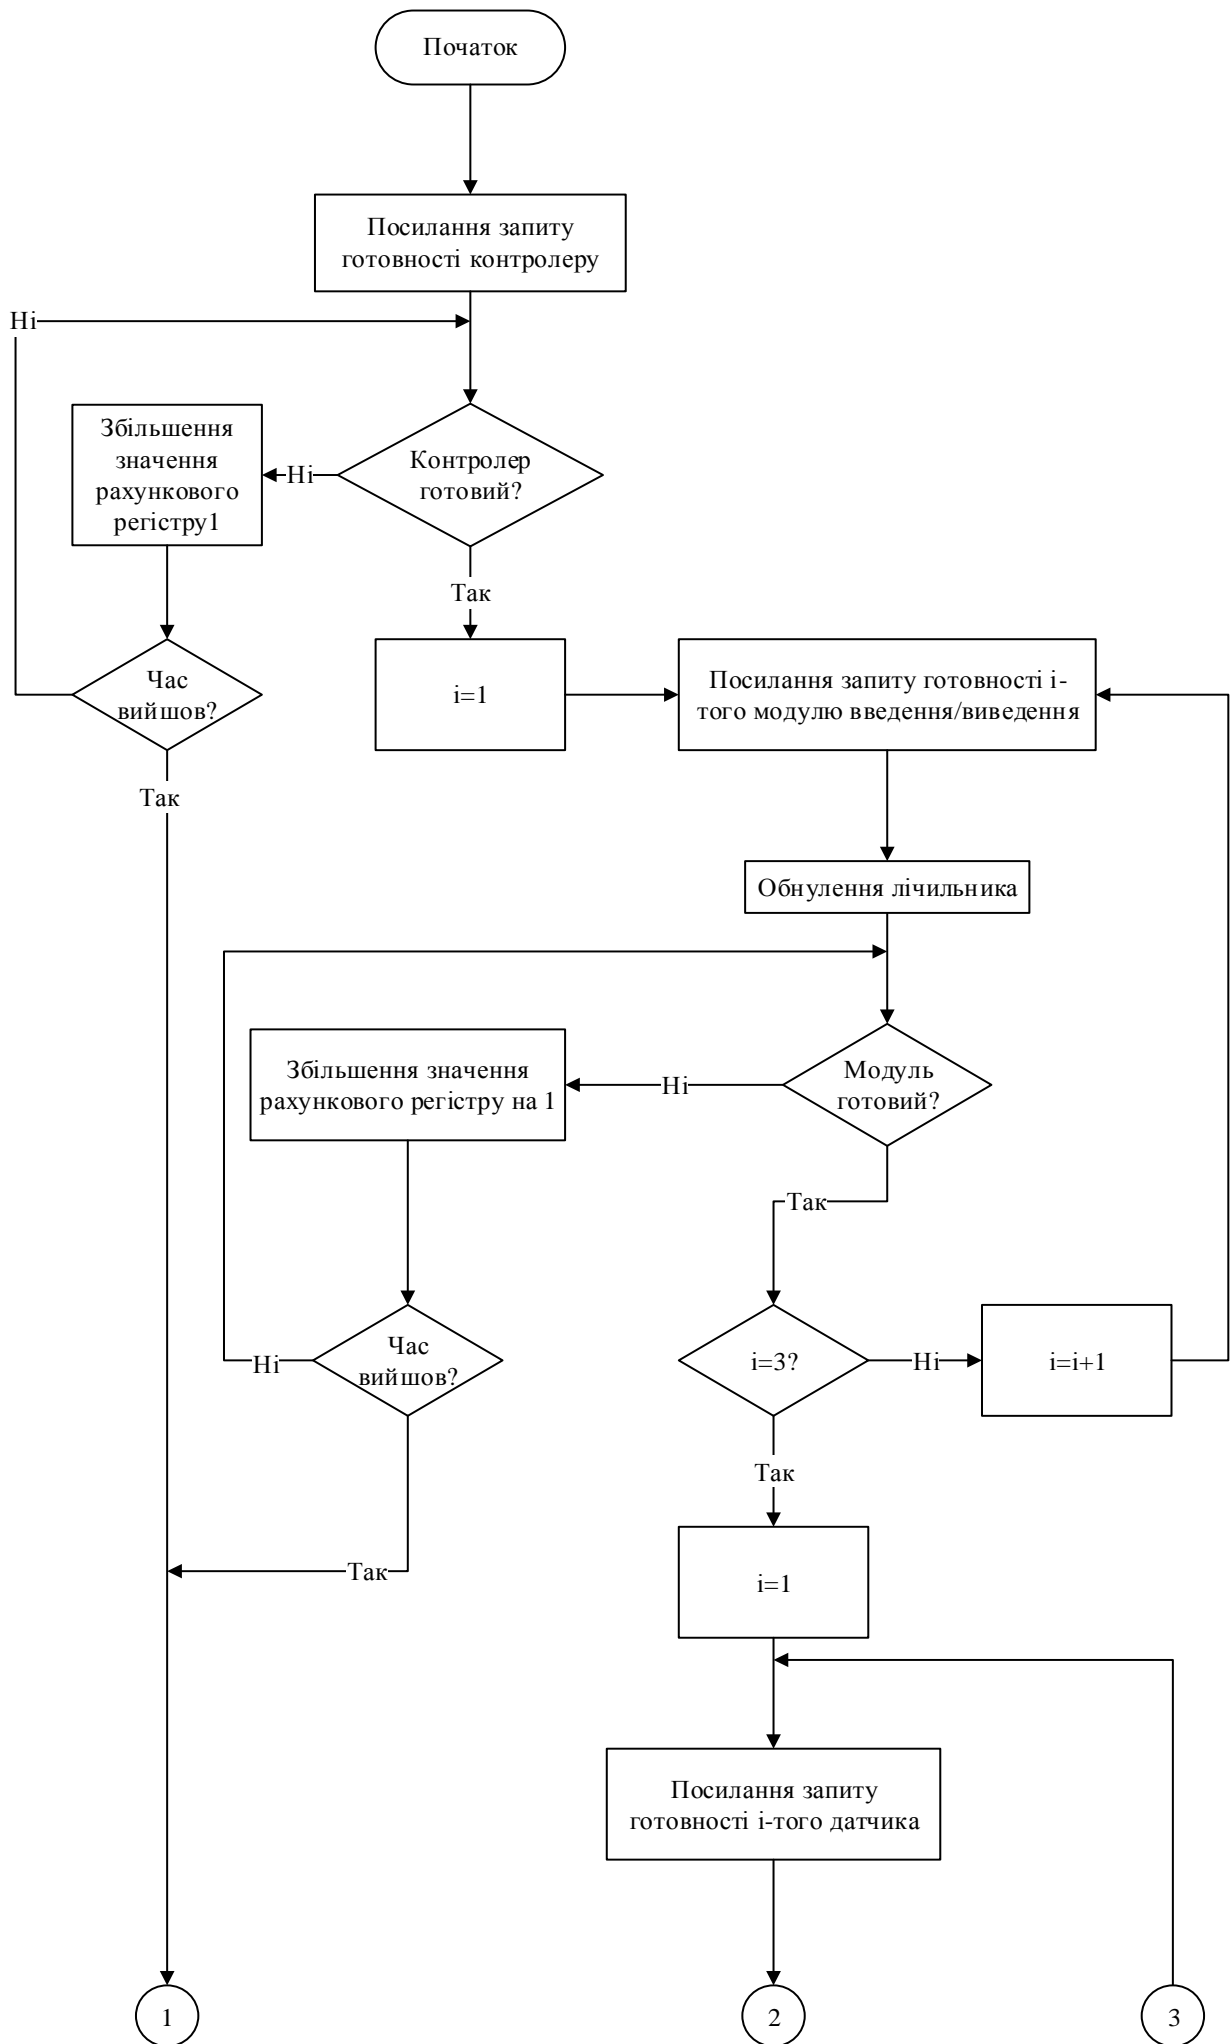 Початок
Посилання запиту
готовності контролеру
Ні
Збільшення
значення
рахункового
регістру1
Ні
Контролер
готовий?
Так
Час
вийшов?
i=1
Посилання запиту готовності і-
того модулю введення/виведення
Так
Обнулення лічильника
Збільшення значення
рахункового регістру на 1
Ні
Модуль
готовий?
Так
Час
вийшов?
Ні
i=3?
Ні
i=i+1
Так
Так
i=1
Посилання запиту
готовності і-того датчика
1
2
3